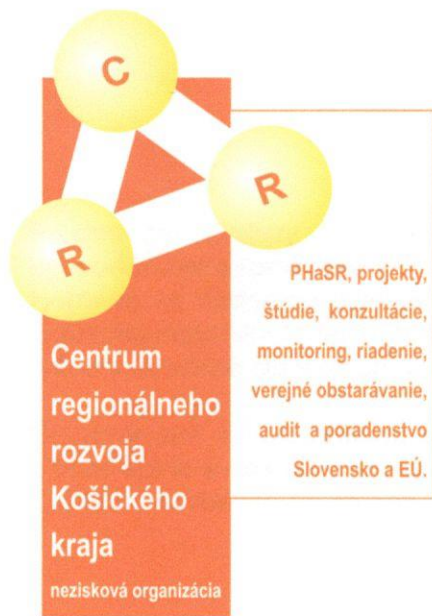 C
R
R
PHaSR, projekty,
štúdie, konzultácie,
monitoring, riadenie,
verejné obstarávanie,
audit a poradenstvo
Slovensko a EÚ.
Centrum
regionálneho
rozvoja
Košického
kraja
nezisková organizácia